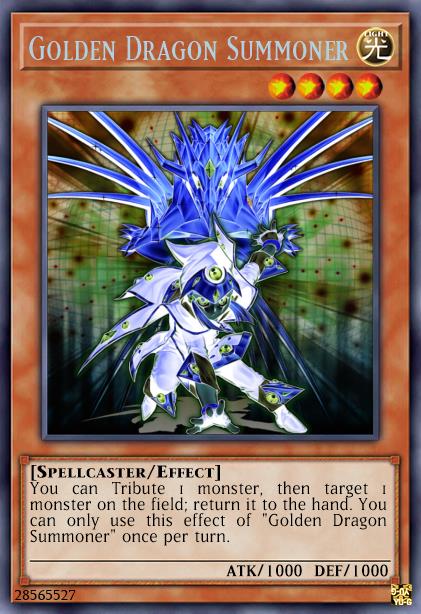 GOLDEN DRAGON SUMMONER
LIGHT
光
[SPELLCASTER/EFFECT]
You can Tribute 1 monster, then target 1
monster on the field; return it to the hand. You
can only use this effect of "Golden Dragon
Summoner" once per turn.
ATK/1000 DEF/1000
28565527